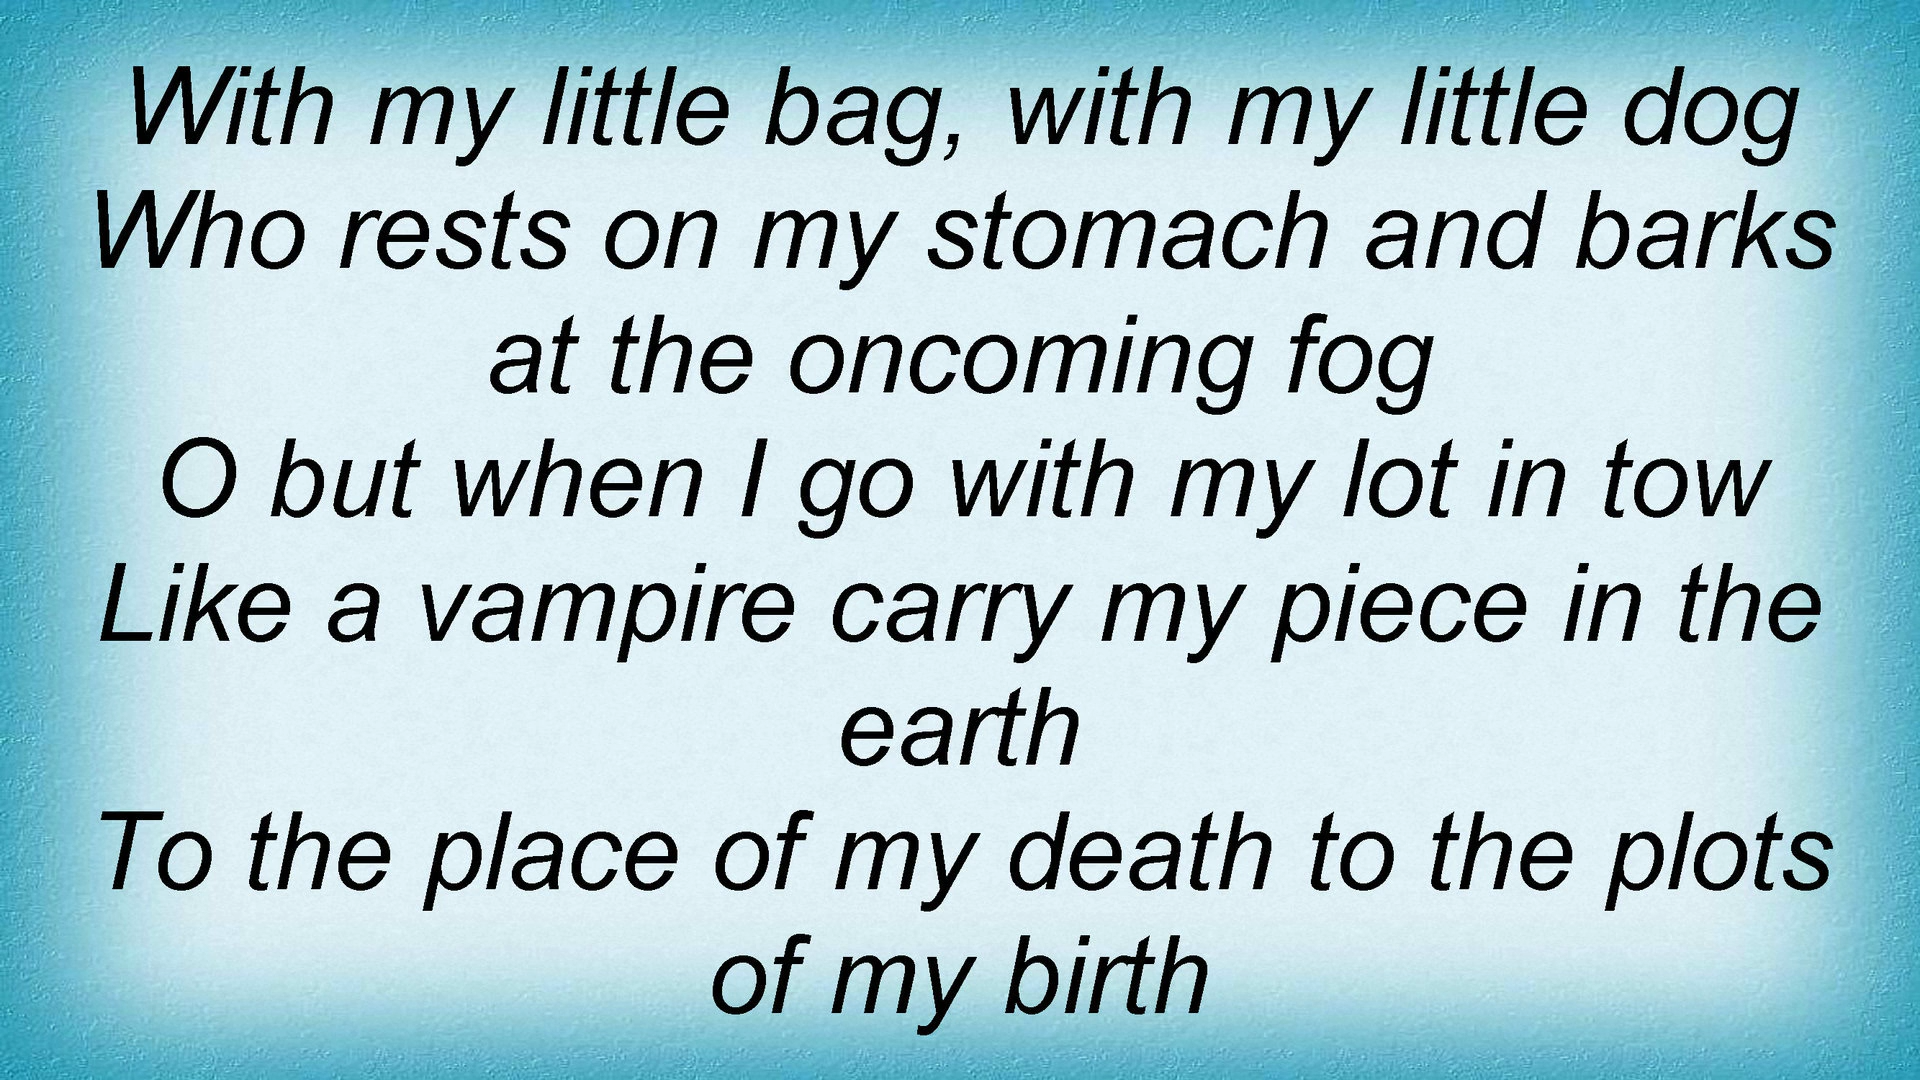 With my little bag, with my little dog
Who rests on my stomach and barks
at the oncoming fog
O but when I go with my lot in tow
Like a vampire carry my piece in the
earth
To the place of my death to the plots
of my birth